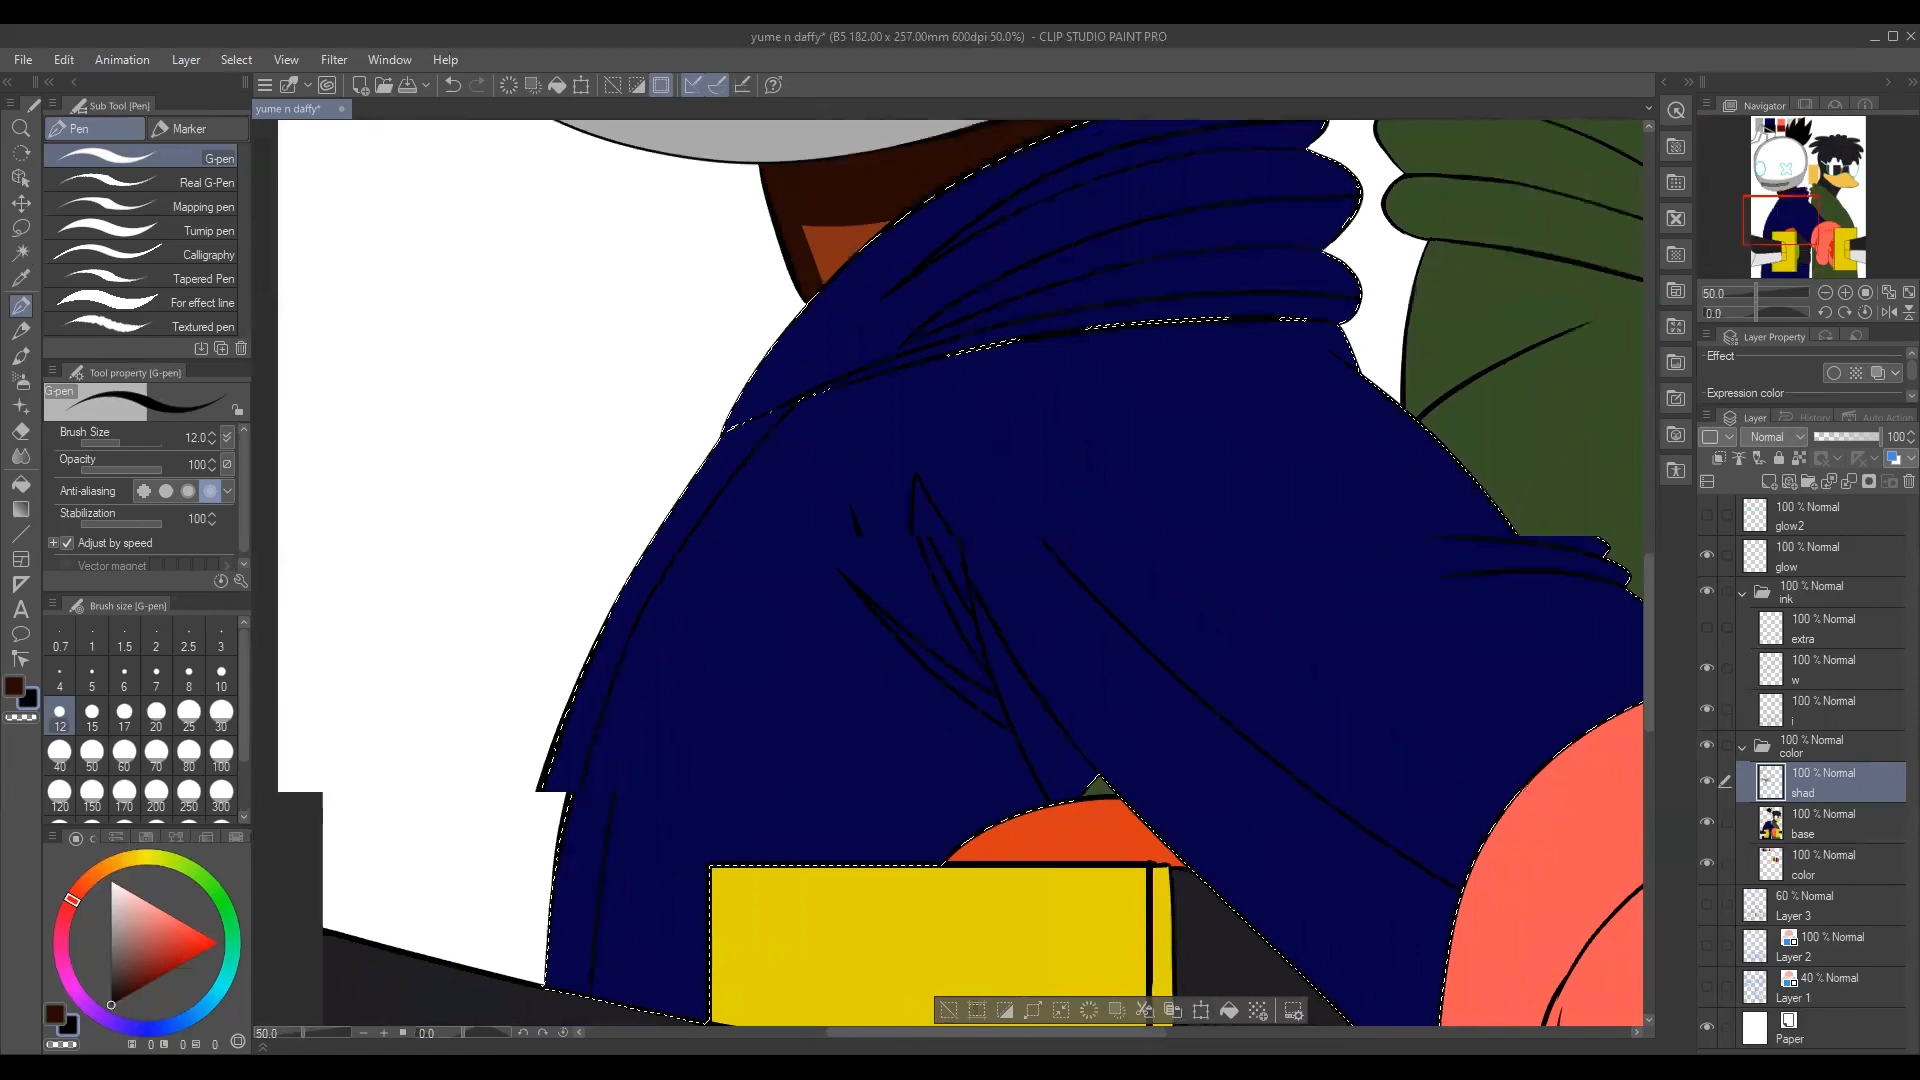 yume n daffy* (B5 182.00 x 257.00mm 600dpi 50.0%) - CLIP STUDIO PAINT PRO
File Edit Animation Layer Select View Filter Window Help
Sub Tool [Pen]
yume n daffy*
Navigator
Pen Marker
G-pen
Real G-Pen
Mapping pen
Turnip pen
Calligraphy
Tapered Pen
For effect line
Textured pen
Tool property [G-pen]
G-pen
Brush Size 12.0
Opacity 100
Anti-aliasing
Stabilization 100
Adjust by speed
Vector magnet
Brush size [G-pen]
0.7 1 1.5 2 2.5 3
4 5 6 7 8 10
12 15 17 20 25 30
40 50 60 70 80 100
120 150 170 200 250 300
C
H 0 L 0 S 0
50.0 0.0
50.0
0.0
Layer Property
Effect
Expression color
Layer History Auto Action
Normal 100
100 % Normal
glow2
100 % Normal
glow
100 % Normal
ink
100 % Normal
extra
100 % Normal
w
100 % Normal
i
100 % Normal
color
100 % Normal
shad
100 % Normal
base
100 % Normal
color
60 % Normal
Layer 3
100 % Normal
Layer 2
40 % Normal
Layer 1
Paper